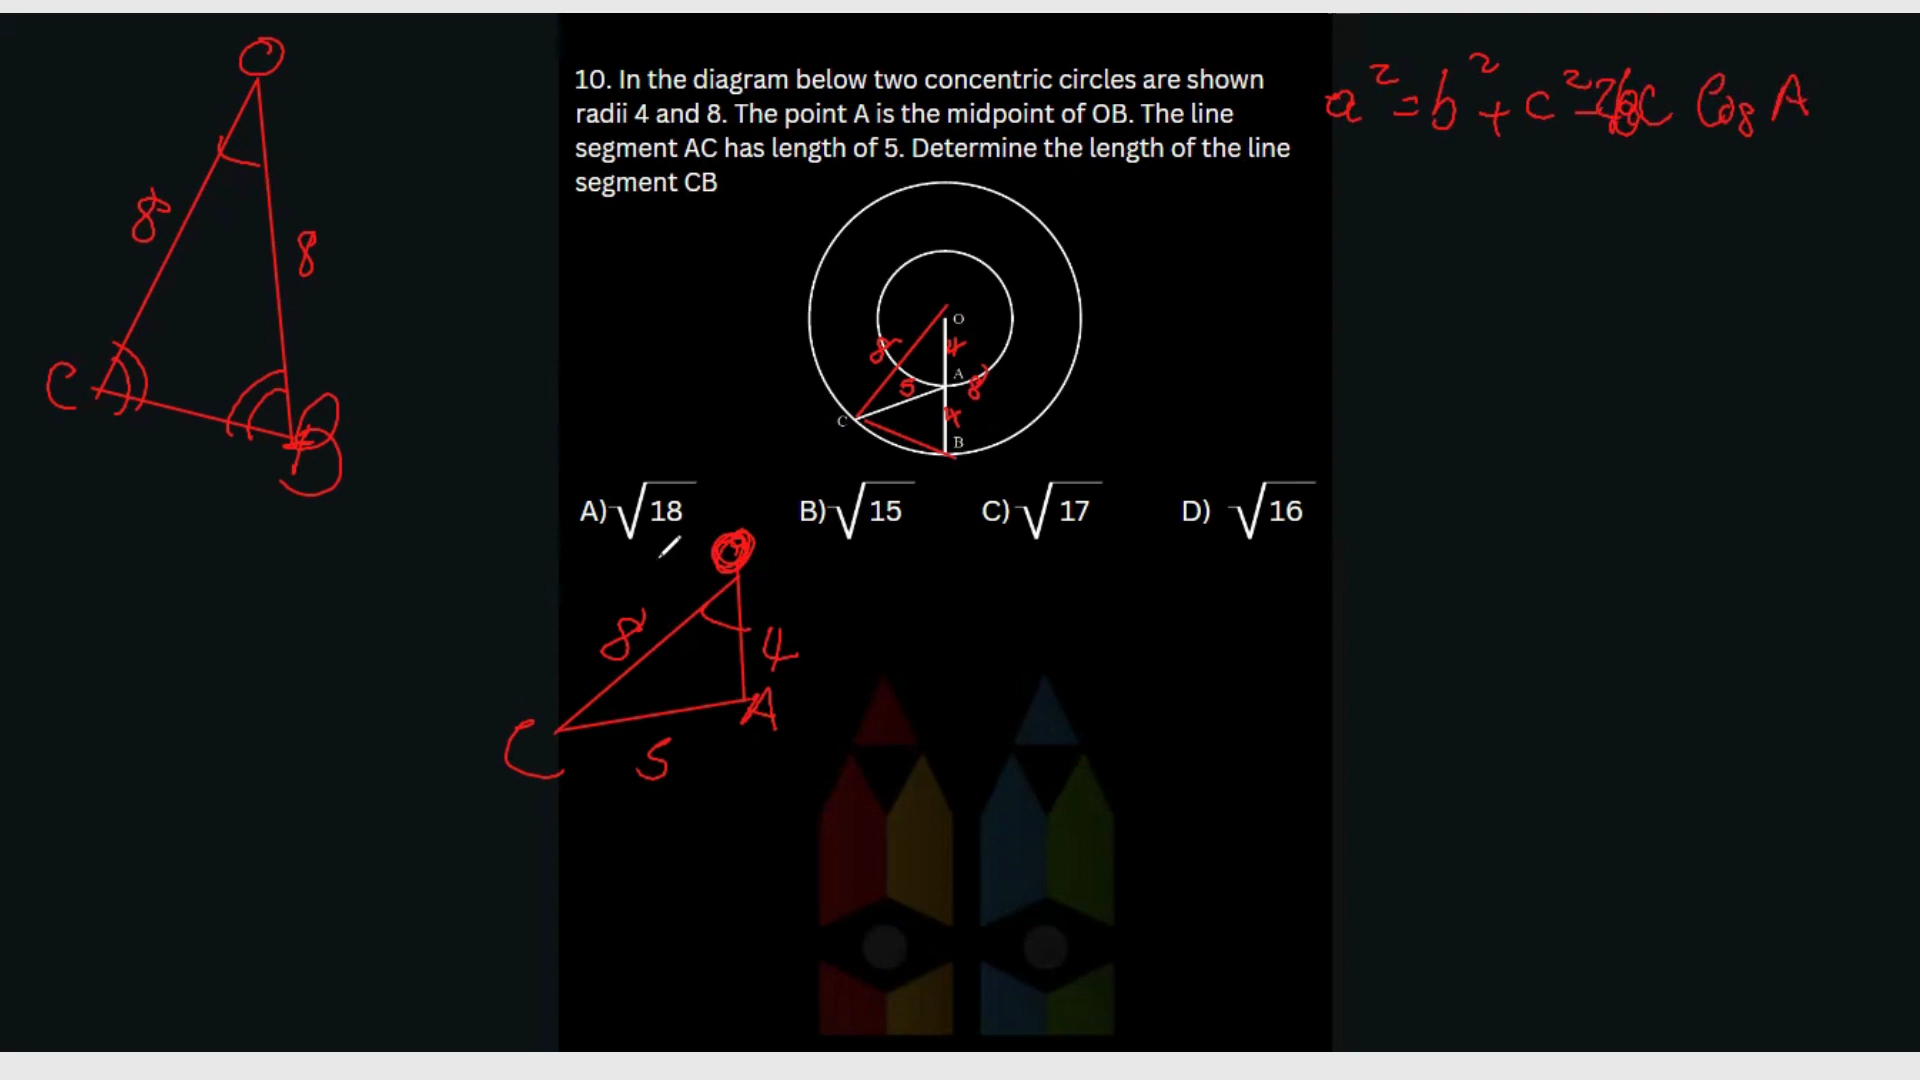 10. In the diagram below two concentric circles are shown
radii 4 and 8. The point A is the midpoint of OB. The line
segment AC has length of 5. Determine the length of the line
segment CB
a² = b² + c² - 2bc Cos A
O
8
8
C
B
O
8
4
A
5
8
4
C
B
A) √18
B) √15
C) √17
D) √16
O
8
4
A
C
5